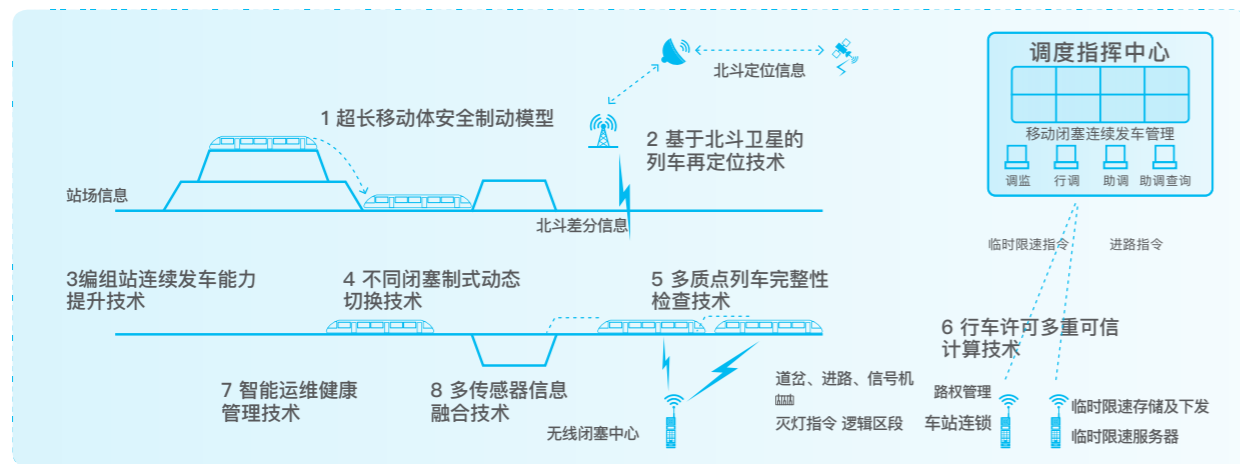 调度指挥中心
北斗定位信息
1 超长移动体安全制动模型
2 基于北斗卫星的
列车再定位技术
移动闭塞连续发车管理
调监 行调 助调 助调查询
站场信息
北斗差分信息
临时限速指令 进路指令
3编组站连续发车能力
提升技术
4 不同闭塞制式动态
切换技术
5 多质点列车完整性
检查技术
6 行车许可多重可信
计算技术
7 智能运维健康
管理技术
8 多传感器信息
融合技术
无线闭塞中心
道岔、进路、信号机
灭灯指令 逻辑区段
路权管理
车站连锁
临时限速存储及下发
临时限速服务器